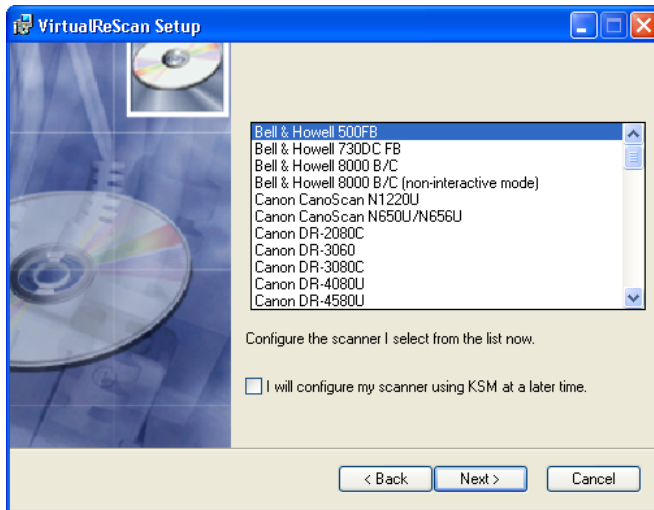 VirtualReScan Setup
Bell & Howell 500FB
Bell & Howell 730DC FB
Bell & Howell 8000 B/C
Bell & Howell 8000 B/C (non-interactive mode)
Canon CanoScan N1220U
Canon CanoScan N650U/N656U
Canon DR-2080C
Canon DR-3060
Canon DR-3080C
Canon DR-4080U
Canon DR-4580U
Configure the scanner I select from the list now.
I will configure my scanner using KSM at a later time.
< Back Next > Cancel